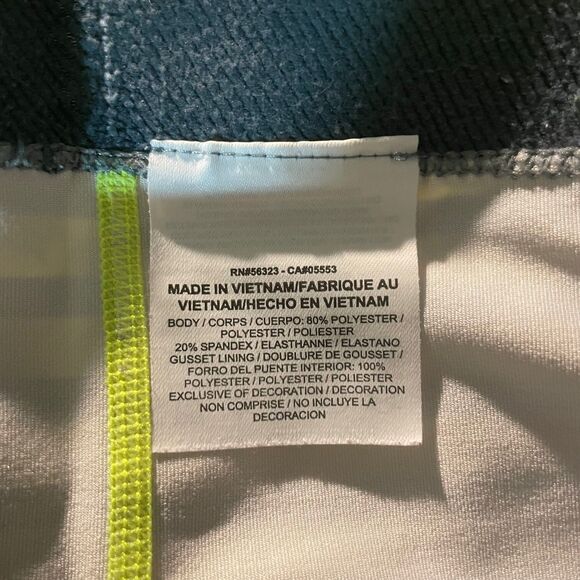 RN#56323 - CA#05553
MADE IN VIETNAM/FABRIQUE AU
VIETNAM/HECHO EN VIETNAM
BODY / CORPS / CUERPO: 80% POLYESTER /
POLYESTER / POLIESTER
20% SPANDEX / ELASTHANNE / ELASTANO
GUSSET LINING / DOUBLURE DE GOUSSET /
FORRO DEL PUENTE INTERIOR: 100%
POLYESTER / POLYESTER / POLIESTER
EXCLUSIVE OF DECORATION / DECORATION
NON COMPRISE / NO INCLUYE LA
DECORACION